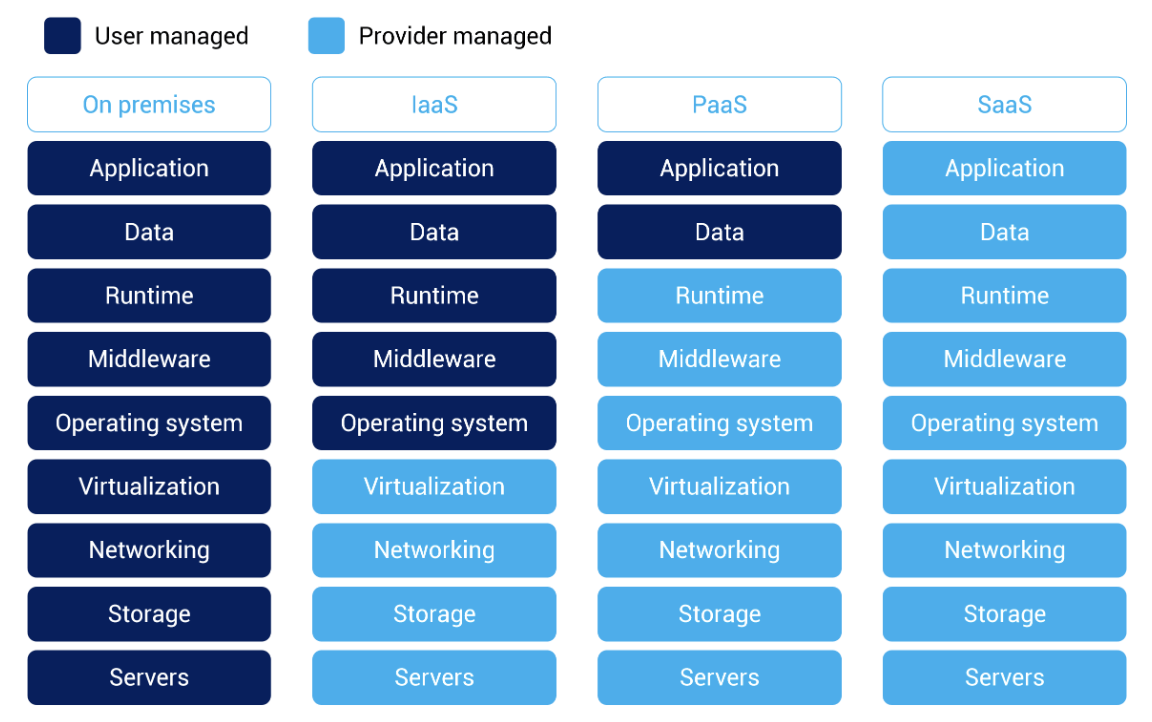 User managed
Provider managed
On premises
IaaS
PaaS
SaaS
Application
Application
Application
Application
Data
Data
Data
Data
Runtime
Runtime
Runtime
Runtime
Middleware
Middleware
Middleware
Middleware
Operating system
Operating system
Operating system
Operating system
Virtualization
Virtualization
Virtualization
Virtualization
Networking
Networking
Networking
Networking
Storage
Storage
Storage
Storage
Servers
Servers
Servers
Servers